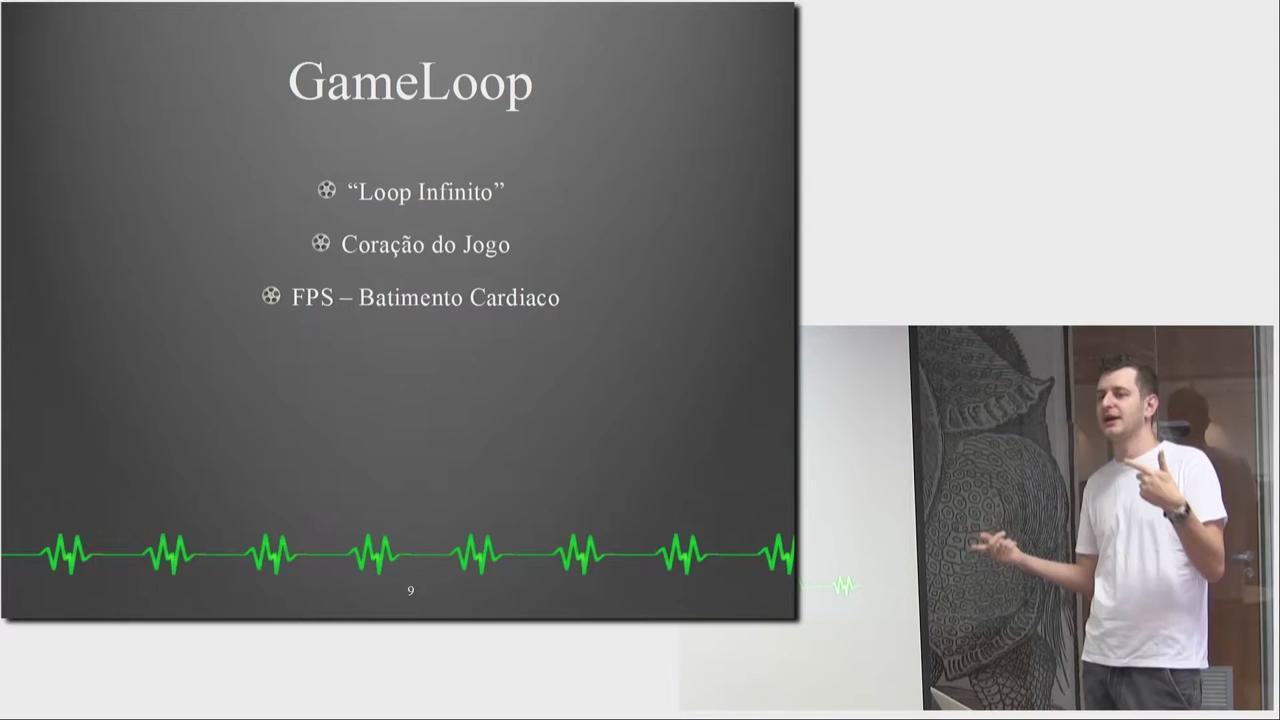 GameLoop
“Loop Infinito”
Coração do Jogo
FPS – Batimento Cardiaco
9